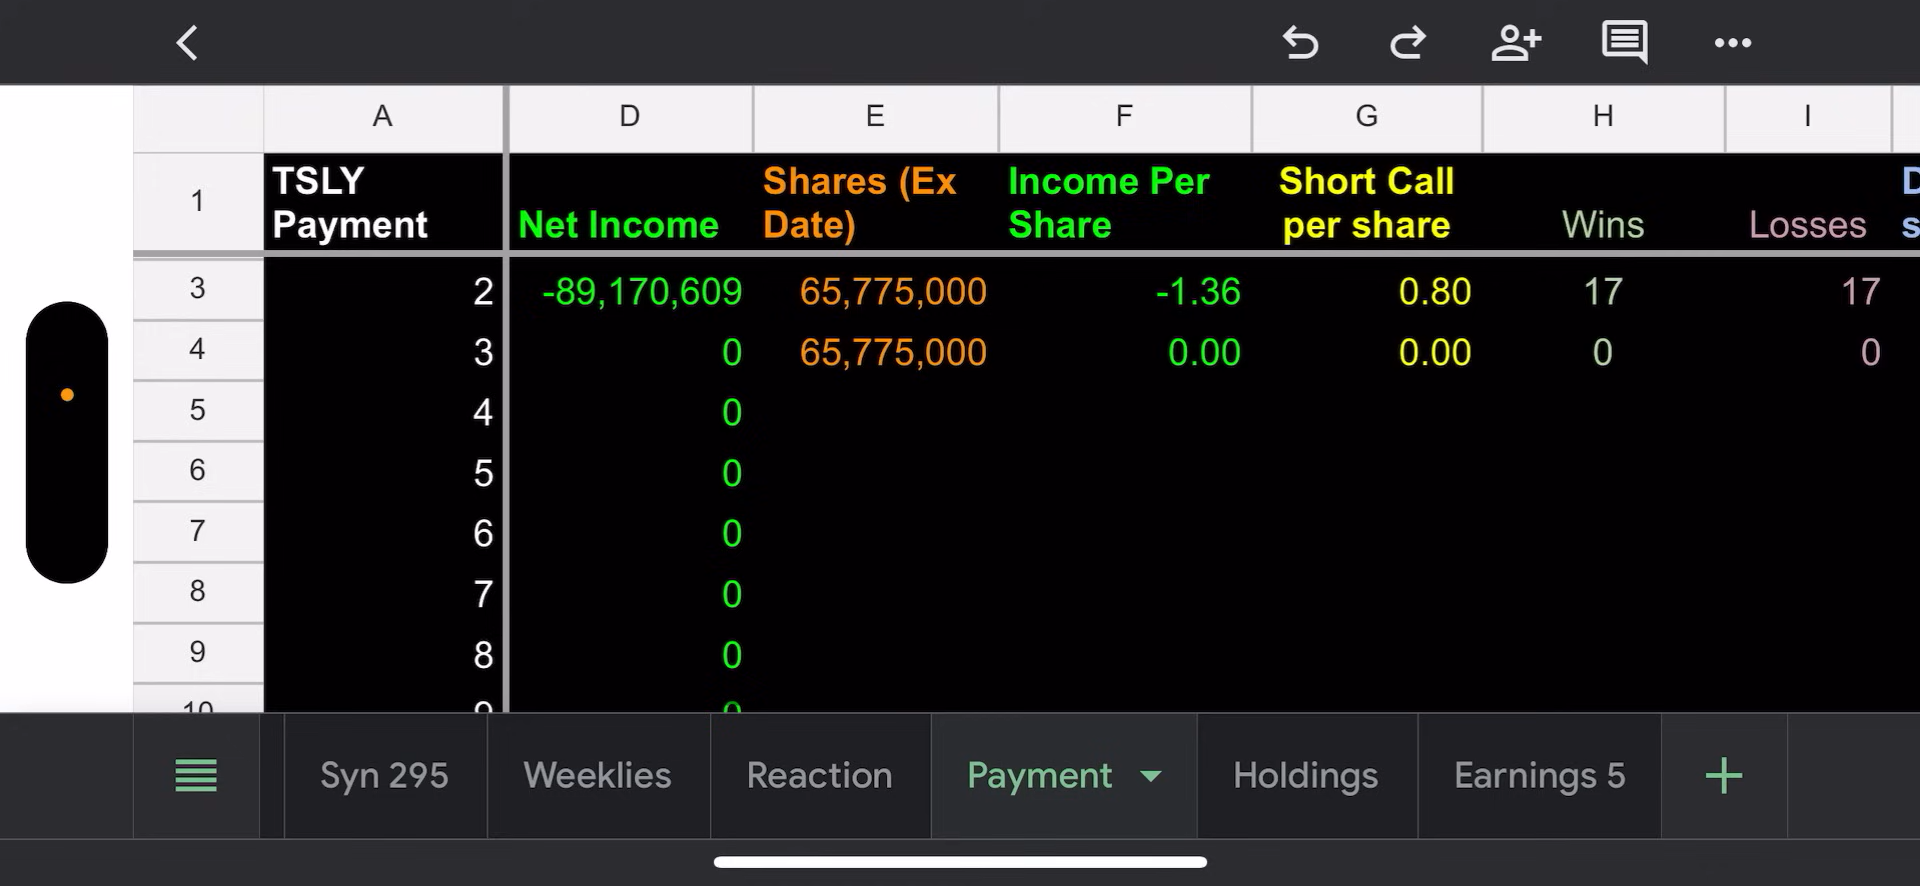 A D E F G H I
1 TSLY Payment Net Income Shares (Ex Date) Income Per Share Short Call per share Wins Losses
3 2 -89,170,609 65,775,000 -1.36 0.80 17 17
4 3 0 65,775,000 0.00 0.00 0 0
5 4 0
6 5 0
7 6 0
8 7 0
9 8 0
10 9 0
Syn 295 Weeklies Reaction Payment Holdings Earnings 5